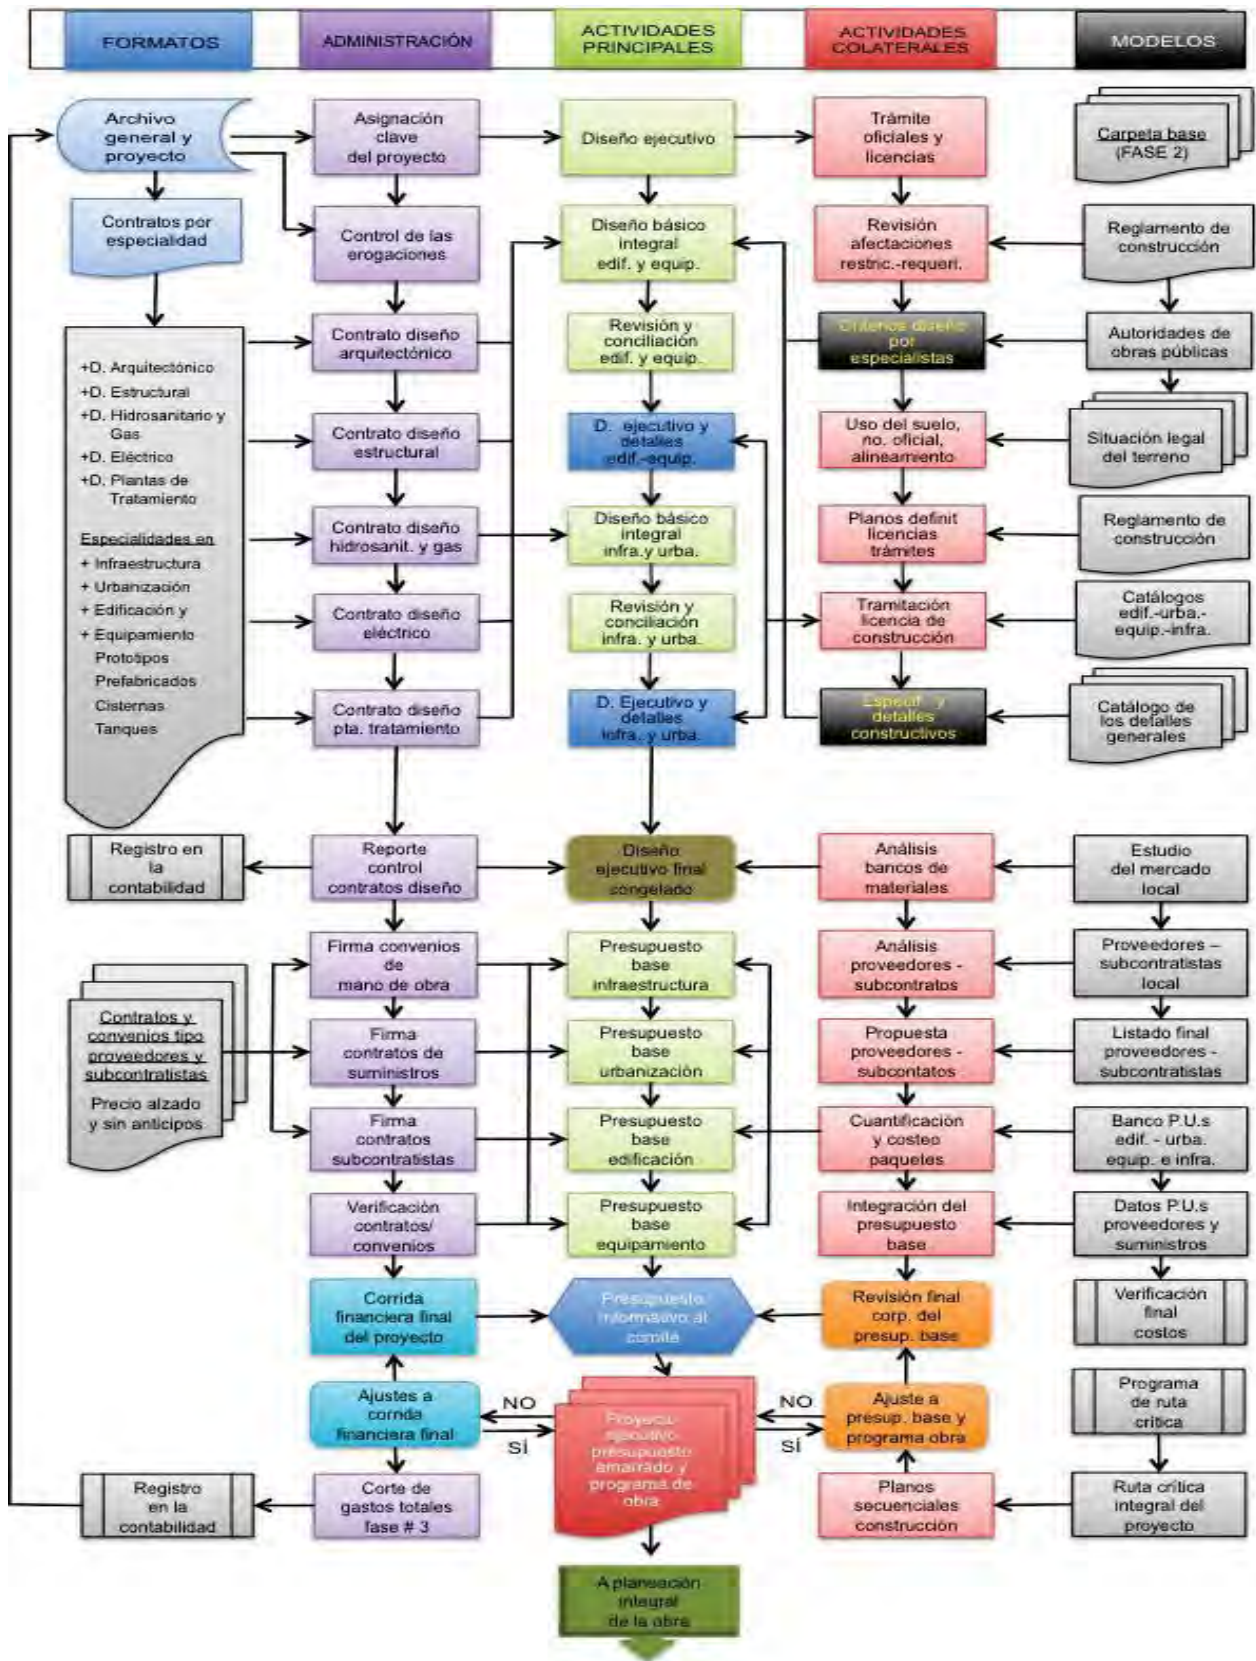 FORMATOS
ADMINISTRACIÓN
ACTIVIDADES
PRINCIPALES
ACTIVIDADES
COLATERALES
MODELOS
Archivo
general y
proyecto
Asignación
clave
del proyecto
Diseño ejecutivo
Trámite
oficiales y
licencias
Carpeta base
(FASE 2)
Contratos por
especialidad
Control de las
erogaciones
Diseño básico
integral
edif. y equip.
Revisión
afectaciones
restric.-requeri.
Reglamento de
construcción
+D. Arquitectónico
+D. Estructural
+D. Hidrosanitario y
Gas
+D. Eléctrico
+D. Plantas de
Tratamiento
Especialidades en
+ Infraestructura
+ Urbanización
+ Edificación y
+ Equipamiento
Prototipos
Prefabricados
Cisternas
Tanques
Contrato diseño
arquitectónico
Revisión y
conciliación
edif. y equip.
Criterios diseño
por
especialistas
Autoridades de
obras públicas
Contrato diseño
estructural
D. ejecutivo y
detalles
edif.-equip.
Uso del suelo,
no. oficial,
alineamiento
Situación legal
del terreno
Contrato diseño
hidrosanit. y gas
Diseño básico
integral
infra.y urba.
Planos definit
licencias
trámites
Reglamento de
construcción
Contrato diseño
eléctrico
Revisión y
conciliación
infra. y urba.
Tramitación
licencia de
construcción
Catálogos
edif.-urba.-
equip.-infra.
Contrato diseño
pta. tratamiento
D. Ejecutivo y
detalles
infra. y urba.
Especif. y
detalles
constructivos
Catálogo de
los detalles
generales
Registro en
la
contabilidad
Reporte
control
contratos diseño
Diseño
ejecutivo final
congelado
Análisis
bancos de
materiales
Estudio
del mercado
local
Contratos y
convenios tipo
proveedores y
subcontratistas
Precio alzado
y sin anticipos
Firma convenios
de
mano de obra
Presupuesto
base
infraestructura
Análisis
proveedores -
subcontratos
Proveedores –
subcontratistas
local
Firma
contratos de
suministros
Presupuesto
base
urbanización
Propuesta
proveedores -
subcontatos
Listado final
proveedores -
subcontratistas
Firma
contratos
subcontratistas
Presupuesto
base
edificación
Cuantificación
y costeo
paquetes
Banco P.U.s
edif. - urba.
equip. e infra.
Verificación
contratos/
convenios
Presupuesto
base
equipamiento
Integración del
presupuesto
base
Datos P.U.s
proveedores y
suministros
Corrida
financiera final
del proyecto
Presupuesto
informativo al
comité
Revisión final
corp. del
presup. base
Verificación
final
costos
Ajustes a
corrida
financiera final
NO
SÍ
Proyecto
ejecutivo
presupuesto
amarrado y
programa de
obra
NO
SÍ
Ajuste a
presup. base y
programa obra
Programa
de ruta
crítica
Registro
en la
contabilidad
Corte de
gastos totales
fase # 3
Planos
secuenciales
construcción
Ruta crítica
integral del
proyecto
A planeación
integral
de la obra